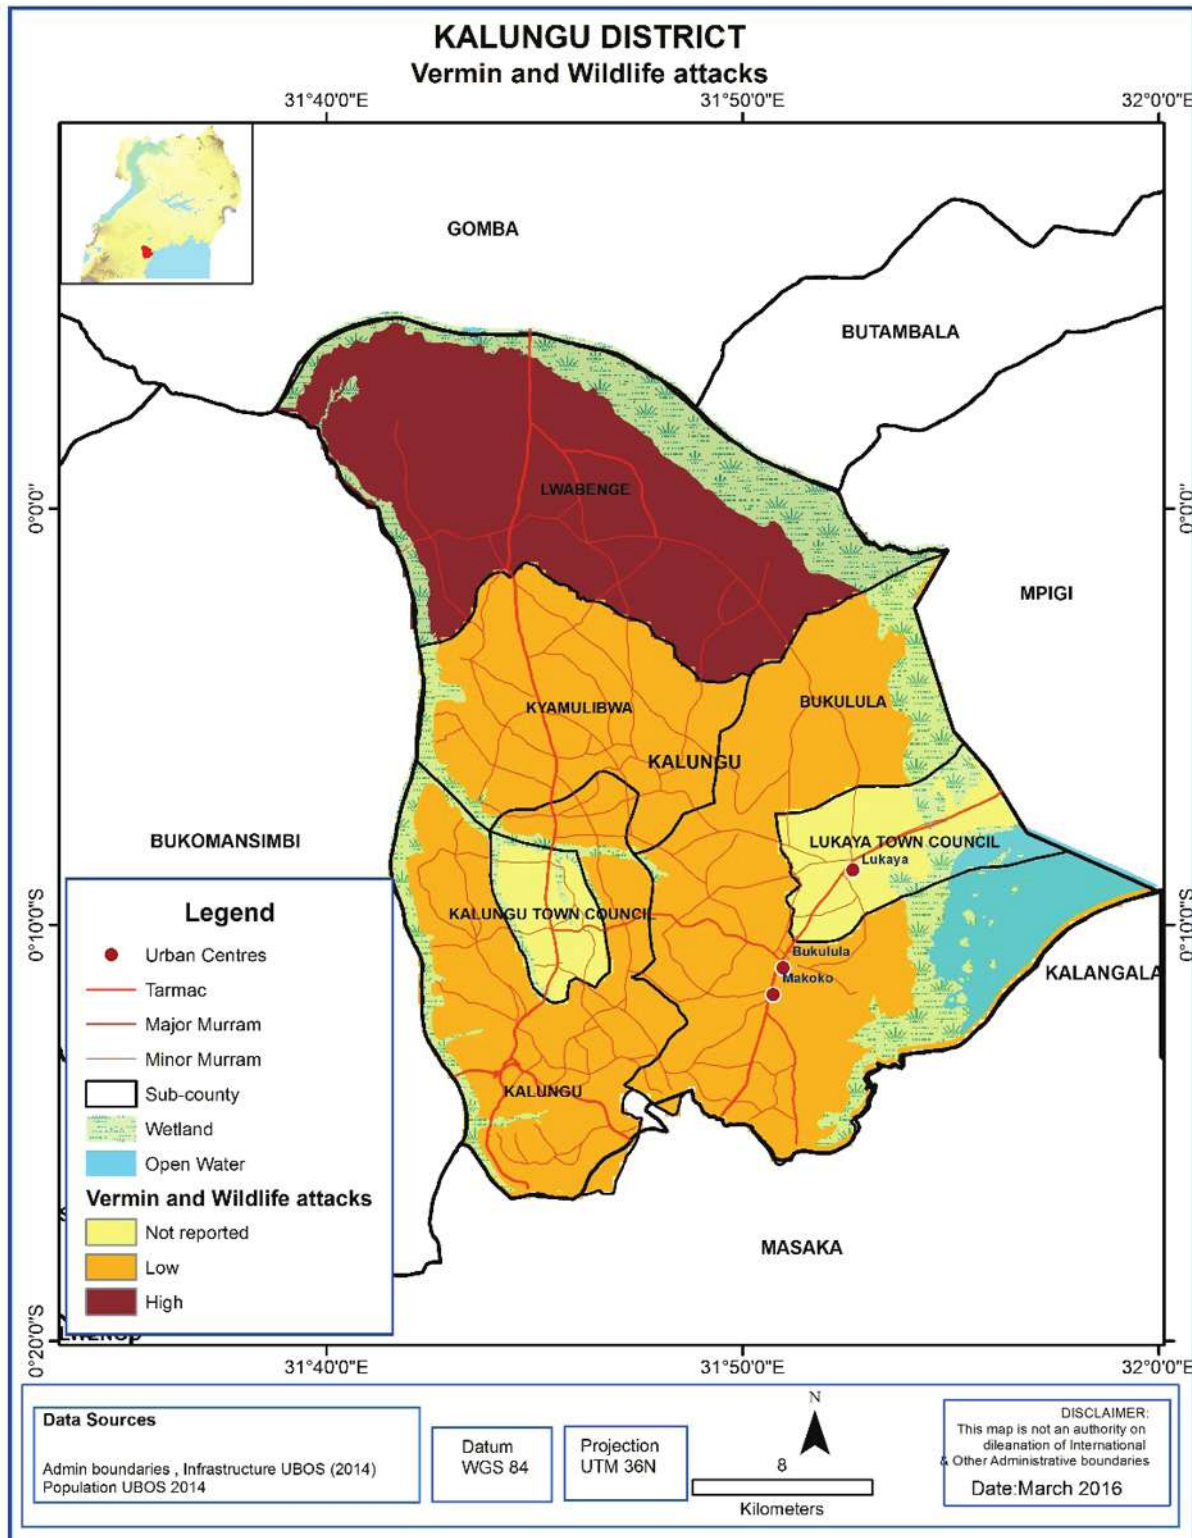 KALUNGU DISTRICT
Vermin and Wildlife attacks
31°40'0"E
31°50'0"E
32°0'0"E
GOMBA
BUTAMBALA
LWABENGE
0°0'0"
0°0'0"
MPIGI
KYAMULIBWA
BUKULULA
KALUNGU
BUKOMANSIMBI
LUKAYA TOWN COUNCIL
Lukaya
KALUNGU TOWN COUNCIL
0°10'0"S
0°10'0"S
Bukulula
Makoko
KALANGALA
KALUNGU
MASAKA
Legend
Urban Centres
Tarmac
Major Murram
Minor Murram
Sub-county
Wetland
Open Water
Vermin and Wildlife attacks
Not reported
Low
High
0°20'0"S
31°40'0"E
31°50'0"E
32°0'0"E
Data Sources
Admin boundaries , Infrastructure UBOS (2014)
Population UBOS 2014
Datum
WGS 84
Projection
UTM 36N
N
8
Kilometers
DISCLAIMER:
This map is not an authority on
dileanation of International
& Other Administrative boundaries
Date:March 2016